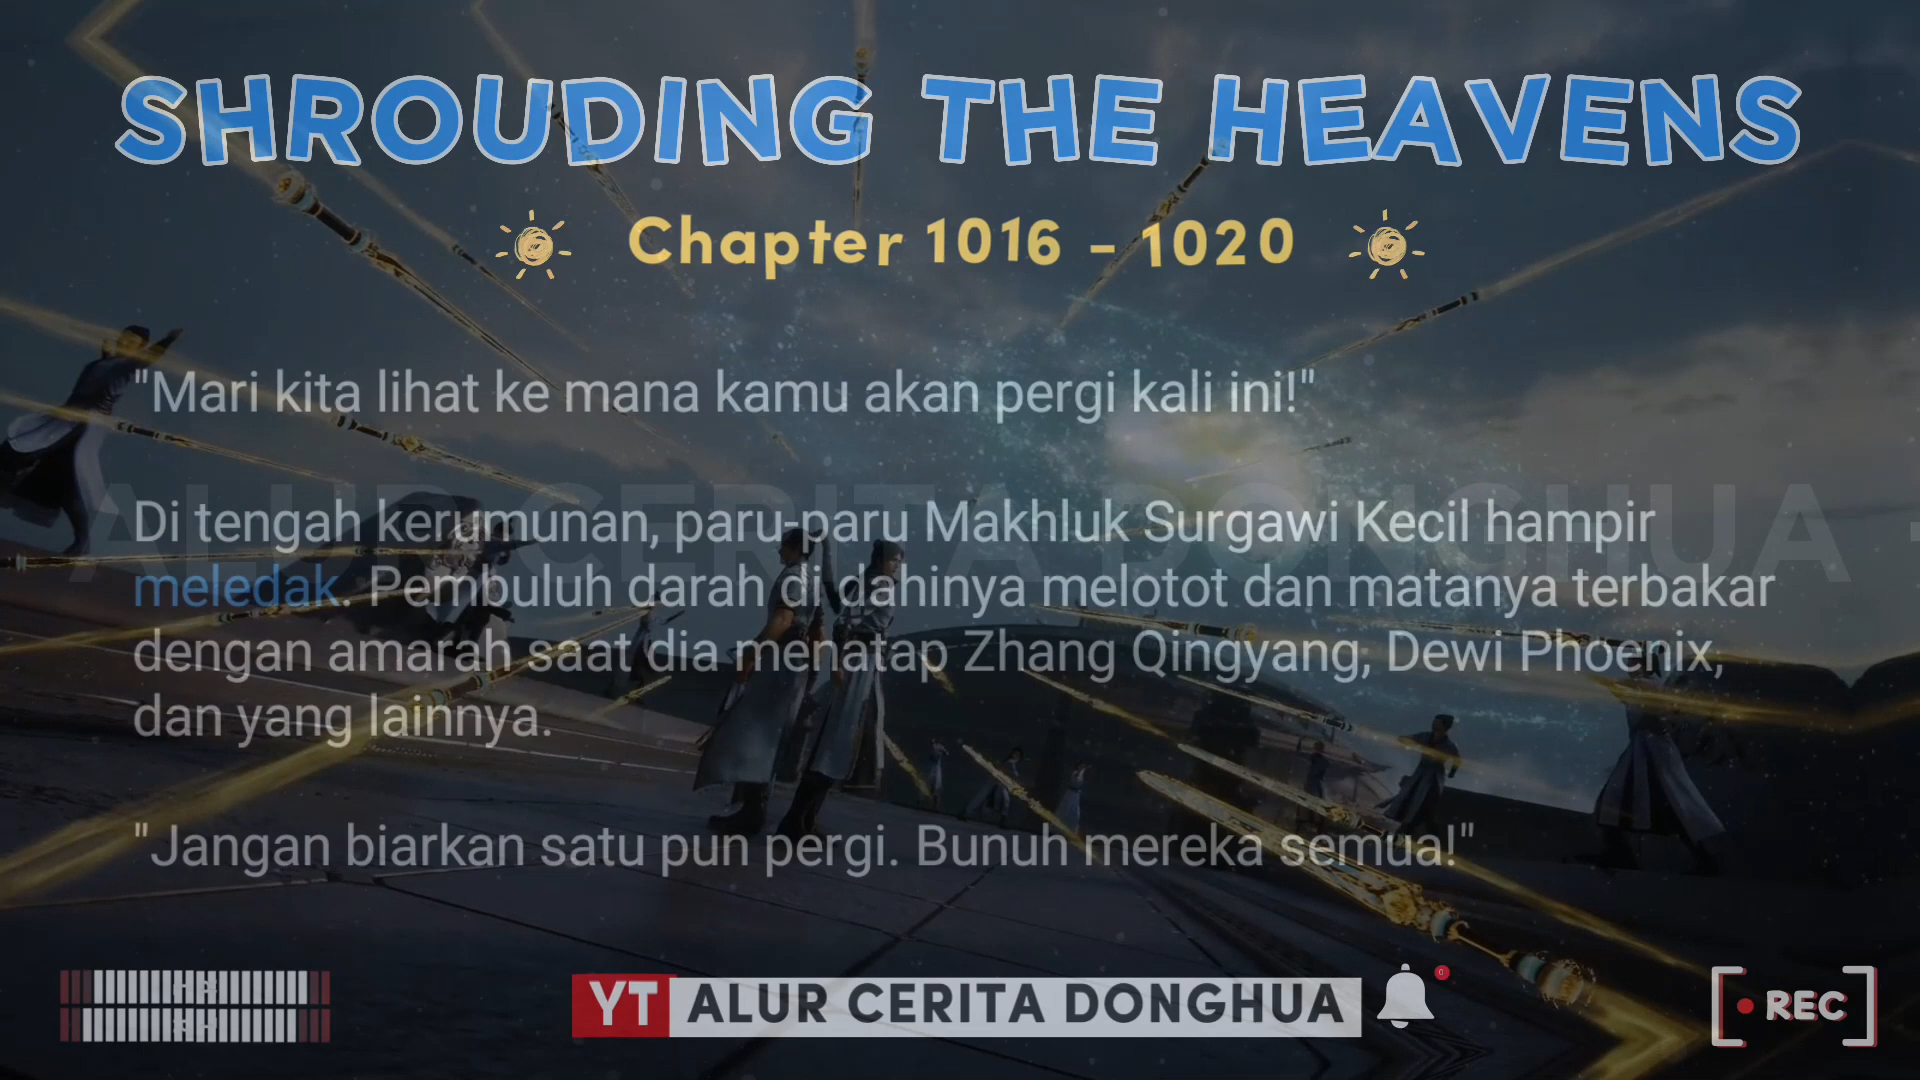 SHROUDING THE HEAVENS
Chapter 1016 - 1020
"Mari kita lihat ke mana kamu akan pergi kali ini!"
Di tengah kerumunan, paru-paru Makhluk Surgawi Kecil hampir
meledak. Pembuluh darah di dahinya melotot dan matanya terbakar
dengan amarah saat dia menatap Zhang Qingyang, Dewi Phoenix,
dan yang lainnya.
"Jangan biarkan satu pun pergi. Bunuh mereka semua!"
ALUR CERITA DONGHUA
YT ALUR CERITA DONGHUA
REC